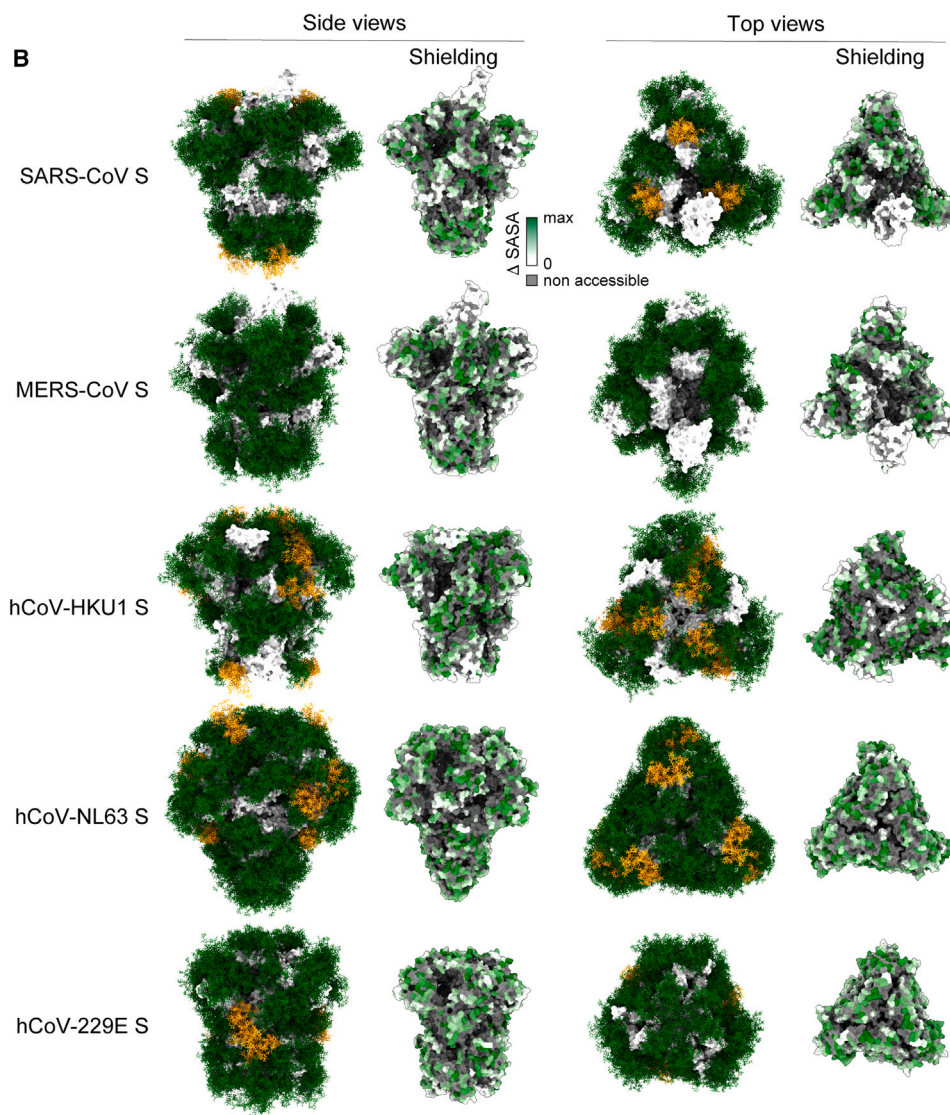 Side views
Top views
B
Shielding
Shielding
SARS-CoV S
Δ SASA
max
0
non accessible
MERS-CoV S
hCoV-HKU1 S
hCoV-NL63 S
hCoV-229E S